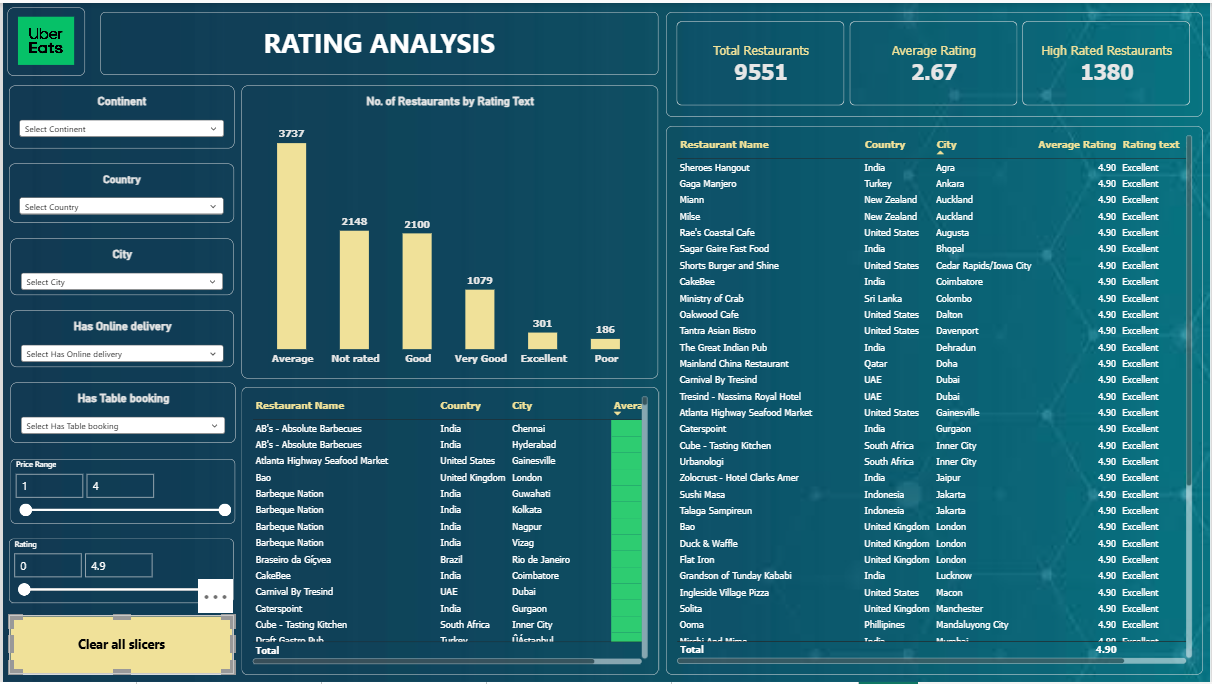 Uber
Eats
RATING ANALYSIS
Total Restaurants
9551
Average Rating
2.67
High Rated Restaurants
1380
Continent
Select Continent
Country
Select Country
City
Select City
Has Online delivery
Select Has Online delivery
Has Table booking
Select Has Table booking
Price Range
1 4
Rating
0 4.9
Clear all slicers
No. of Restaurants by Rating Text
3737
2148
2100
1079
301
186
Average Not rated Good Very Good Excellent Poor
Restaurant Name Country City Avera
AB's - Absolute Barbecues India Chennai
AB's - Absolute Barbecues India Hyderabad
Atlanta Highway Seafood Market United States Gainesville
Bao United Kingdom London
Barbeque Nation India Guwahati
Barbeque Nation India Kolkata
Barbeque Nation India Nagpur
Barbeque Nation India Vizag
Braseiro da Gíçvea Brazil Rio de Janeiro
CakeBee India Coimbatore
Carnival By Tresind UAE Dubai
Caterspoint India Gurgaon
Cube - Tasting Kitchen South Africa Inner City
Draft Gastro Pub Turkey
Total
Restaurant Name Country City Average Rating Rating text
Sheroes Hangout India Agra 4.90 Excellent
Gaga Manjero Turkey Ankara 4.90 Excellent
Miann New Zealand Auckland 4.90 Excellent
Milse New Zealand Auckland 4.90 Excellent
Rae's Coastal Cafe United States Augusta 4.90 Excellent
Sagar Gaire Fast Food India Bhopal 4.90 Excellent
Shorts Burger and Shine United States Cedar Rapids/Iowa City 4.90 Excellent
CakeBee India Coimbatore 4.90 Excellent
Ministry of Crab Sri Lanka Colombo 4.90 Excellent
Oakwood Cafe United States Dalton 4.90 Excellent
Tantra Asian Bistro United States Davenport 4.90 Excellent
The Great Indian Pub India Dehradun 4.90 Excellent
Mainland China Restaurant Qatar Doha 4.90 Excellent
Carnival By Tresind UAE Dubai 4.90 Excellent
Tresind - Nassima Royal Hotel UAE Dubai 4.90 Excellent
Atlanta Highway Seafood Market United States Gainesville 4.90 Excellent
Caterspoint India Gurgaon 4.90 Excellent
Cube - Tasting Kitchen South Africa Inner City 4.90 Excellent
Urbanologi South Africa Inner City 4.90 Excellent
Zolocrust - Hotel Clarks Amer India Jaipur 4.90 Excellent
Sushi Masa Indonesia Jakarta 4.90 Excellent
Talaga Sampireun Indonesia Jakarta 4.90 Excellent
Bao United Kingdom London 4.90 Excellent
Duck & Waffle United Kingdom London 4.90 Excellent
Flat Iron United Kingdom London 4.90 Excellent
Grandson of Tunday Kababi India Lucknow 4.90 Excellent
Ingleside Village Pizza United States Macon 4.90 Excellent
Solita United Kingdom Manchester 4.90 Excellent
Ooma Phillipines Mandaluyong City 4.90 Excellent
India Mumbai 4.90 Excellent
Total 4.90